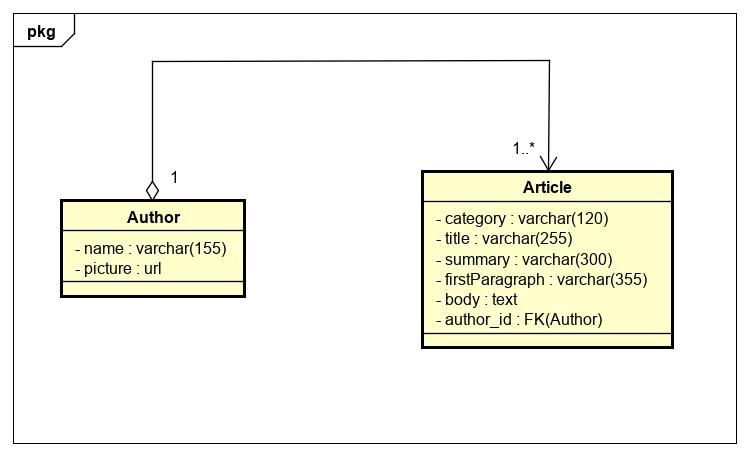 pkg
1
1..*
Author
- name : varchar(155)
- picture : url
Article
- category : varchar(120)
- title : varchar(255)
- summary : varchar(300)
- firstParagraph : varchar(355)
- body : text
- author_id : FK(Author)